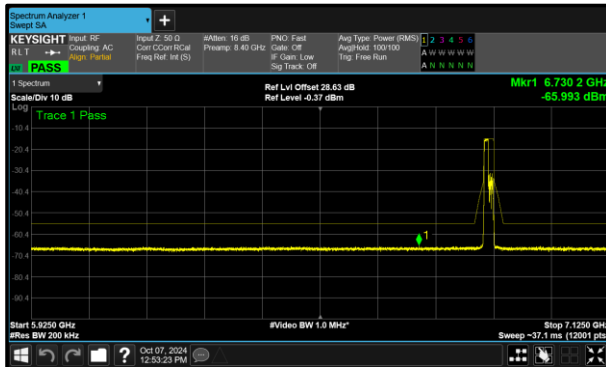 Spectrum Analyzer 1
Swept SA
KEYSIGHT Input: RF Input Z: 50 Ω #Atten: 16 dB PNO: Fast Avg Type: Power (RMS) 1 2 3 4 5 6
RLT Coupling: AC Corr CCorr RCal Preamp: 8.40 GHz Gate: Off Avg|Hold: 100/100 A W W W W W
Align: Partial Freq Ref: Int (S) IF Gain: Low Trig: Free Run
LW PASS Sig Track: Off A N N N N N
1 Spectrum Ref Lvl Offset 28.63 dB Mkr1 6.730 2 GHz
Scale/Div 10 dB Ref Level -0.37 dBm -65.993 dBm
Log Trace 1 Pass
-10.4
-20.4
-30.4
-40.4
-50.4
-60.4
1
-70.4
-80.4
-90.4
Start 5.9250 GHz #Video BW 1.0 MHz* Stop 7.1250 GHz
#Res BW 200 kHz Sweep ~37.1 ms (12001 pts)
? Oct 07, 2024
12:53:23 PM